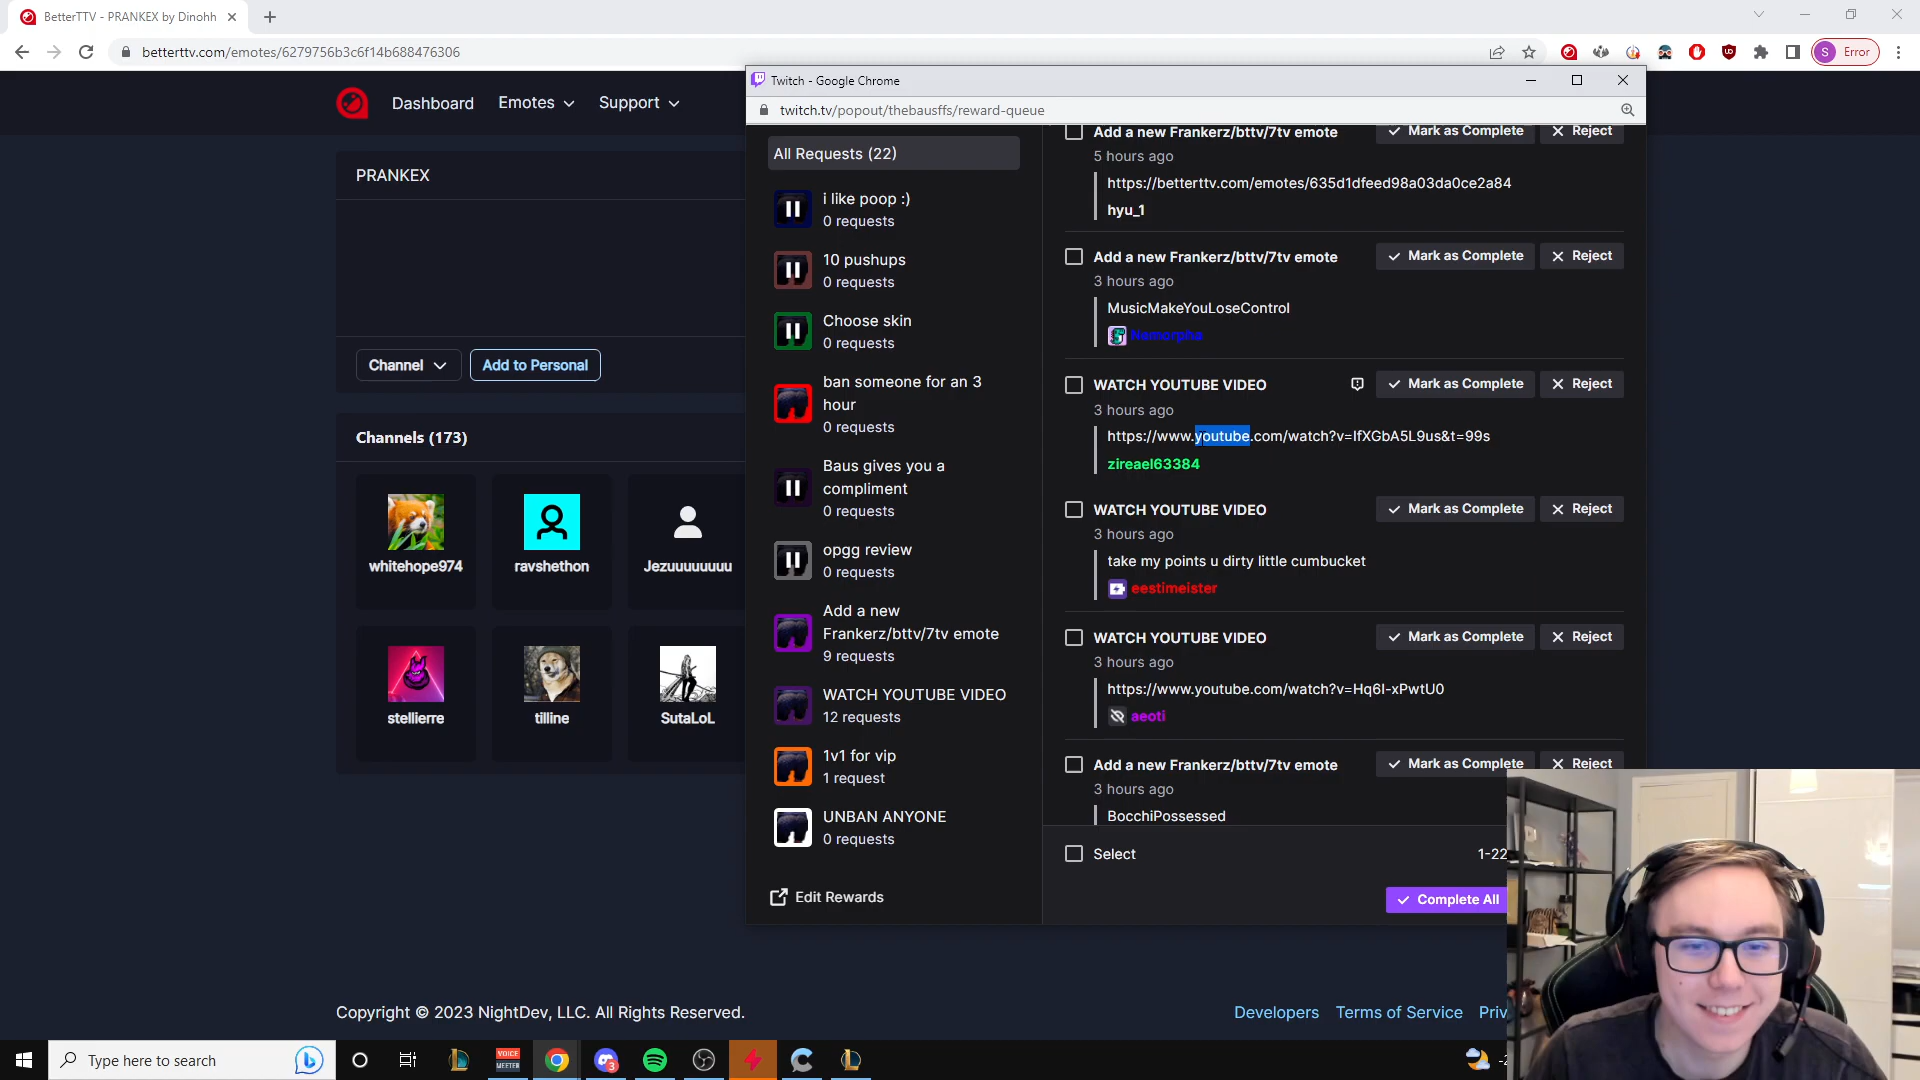 BetterTTV - PRANKEX by Dinohh
betterttv.com/emotes/6279756b3c6f14b688476306
S Error
Dashboard
Emotes
Support
PRANKEX
Channel
Add to Personal
Channels (173)
whitehope974
ravshethon
Jezuuuuuuuu
stellierre
tilline
SutaLoL
Copyright © 2023 NightDev, LLC. All Rights Reserved.
Developers
Terms of Service
Priv
Twitch - Google Chrome
twitch.tv/popout/thebausffs/reward-queue
All Requests (22)
i like poop :)
0 requests
10 pushups
0 requests
Choose skin
0 requests
ban someone for an 3
hour
0 requests
Baus gives you a
compliment
0 requests
opgg review
0 requests
Add a new
Frankerz/bttv/7tv emote
9 requests
WATCH YOUTUBE VIDEO
12 requests
1v1 for vip
1 request
UNBAN ANYONE
0 requests
Edit Rewards
Add a new Frankerz/bttv/7tv emote
Mark as Complete
Reject
5 hours ago
https://betterttv.com/emotes/635d1dfeed98a03da0ce2a84
hyu_1
Add a new Frankerz/bttv/7tv emote
Mark as Complete
Reject
3 hours ago
MusicMakeYouLoseControl
Nemorpha
WATCH YOUTUBE VIDEO
Mark as Complete
Reject
3 hours ago
https://www.youtube.com/watch?v=IfXGbA5L9us&t=99s
zireael63384
WATCH YOUTUBE VIDEO
Mark as Complete
Reject
3 hours ago
take my points u dirty little cumbucket
eestimeister
WATCH YOUTUBE VIDEO
Mark as Complete
Reject
3 hours ago
https://www.youtube.com/watch?v=Hq6I-xPwtU0
aeoti
Add a new Frankerz/bttv/7tv emote
Mark as Complete
Reject
3 hours ago
BocchiPossessed
Select
1-22
Complete All
Type here to search
VOICE
MEETER
3